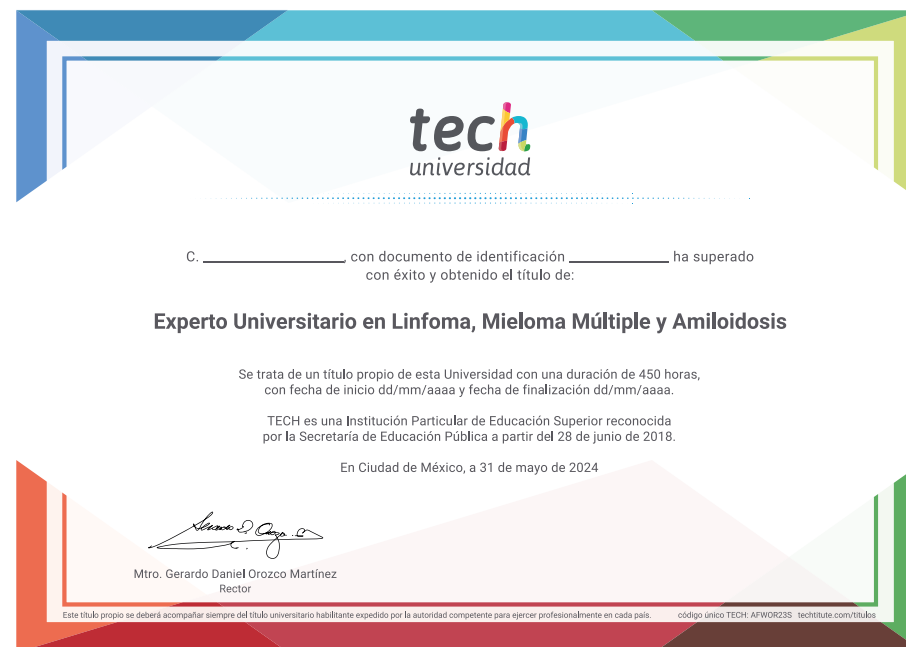 tech
universidad
C. ____________, con documento de identificación ____________ ha superado
con éxito y obtenido el título de:
Experto Universitario en Linfoma, Mieloma Múltiple y Amiloidosis
Se trata de un título propio de esta Universidad con una duración de 450 horas,
con fecha de inicio dd/mm/aaaa y fecha de finalización dd/mm/aaaa.
TECH es una Institución Particular de Educación Superior reconocida
por la Secretaría de Educación Pública a partir del 28 de junio de 2018.
En Ciudad de México, a 31 de mayo de 2024
Mtro. Gerardo Daniel Orozco Martínez
Rector
Este título propio se deberá acompañar siempre del título universitario habilitante expedido por la autoridad competente para ejercer profesionalmente en cada país. código único TECH: AFWOR23S techtitute.com/titulos